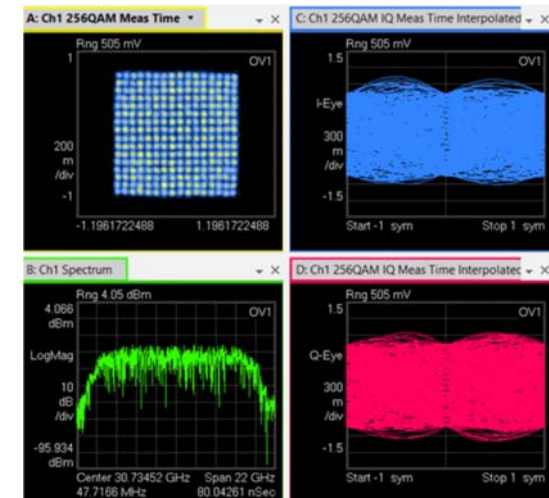 A: Ch1 256QAM Meas Time
Rng 505 mV
OV1
1
200
m
/div
-1
-1.1961722488 1.1961722488
C: Ch1 256QAM IQ Meas Time Interpolated
Rng 505 mV
OV1
1.5
I-Eye
300
m
/div
-1.5
Start -1 sym Stop 1 sym
B: Ch1 Spectrum
Rng 4.05 dBm
OV1
4.066
dBm
LogMag
10
dB
/div
-95.934
dBm
Center 30.73452 GHz Span 22 GHz
47.7166 MHz 80.04261 nSec
D: Ch1 256QAM IQ Meas Time Interpolated
Rng 505 mV
OV1
1.5
Q-Eye
300
m
/div
-1.5
Start -1 sym Stop 1 sym